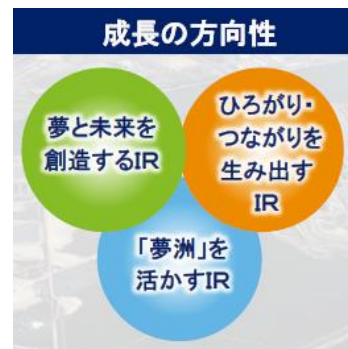 成長の方向性
夢と未来を
創造するIR
ひろがり・
つながりを
生み出す
IR
「夢洲」を
活かすIR